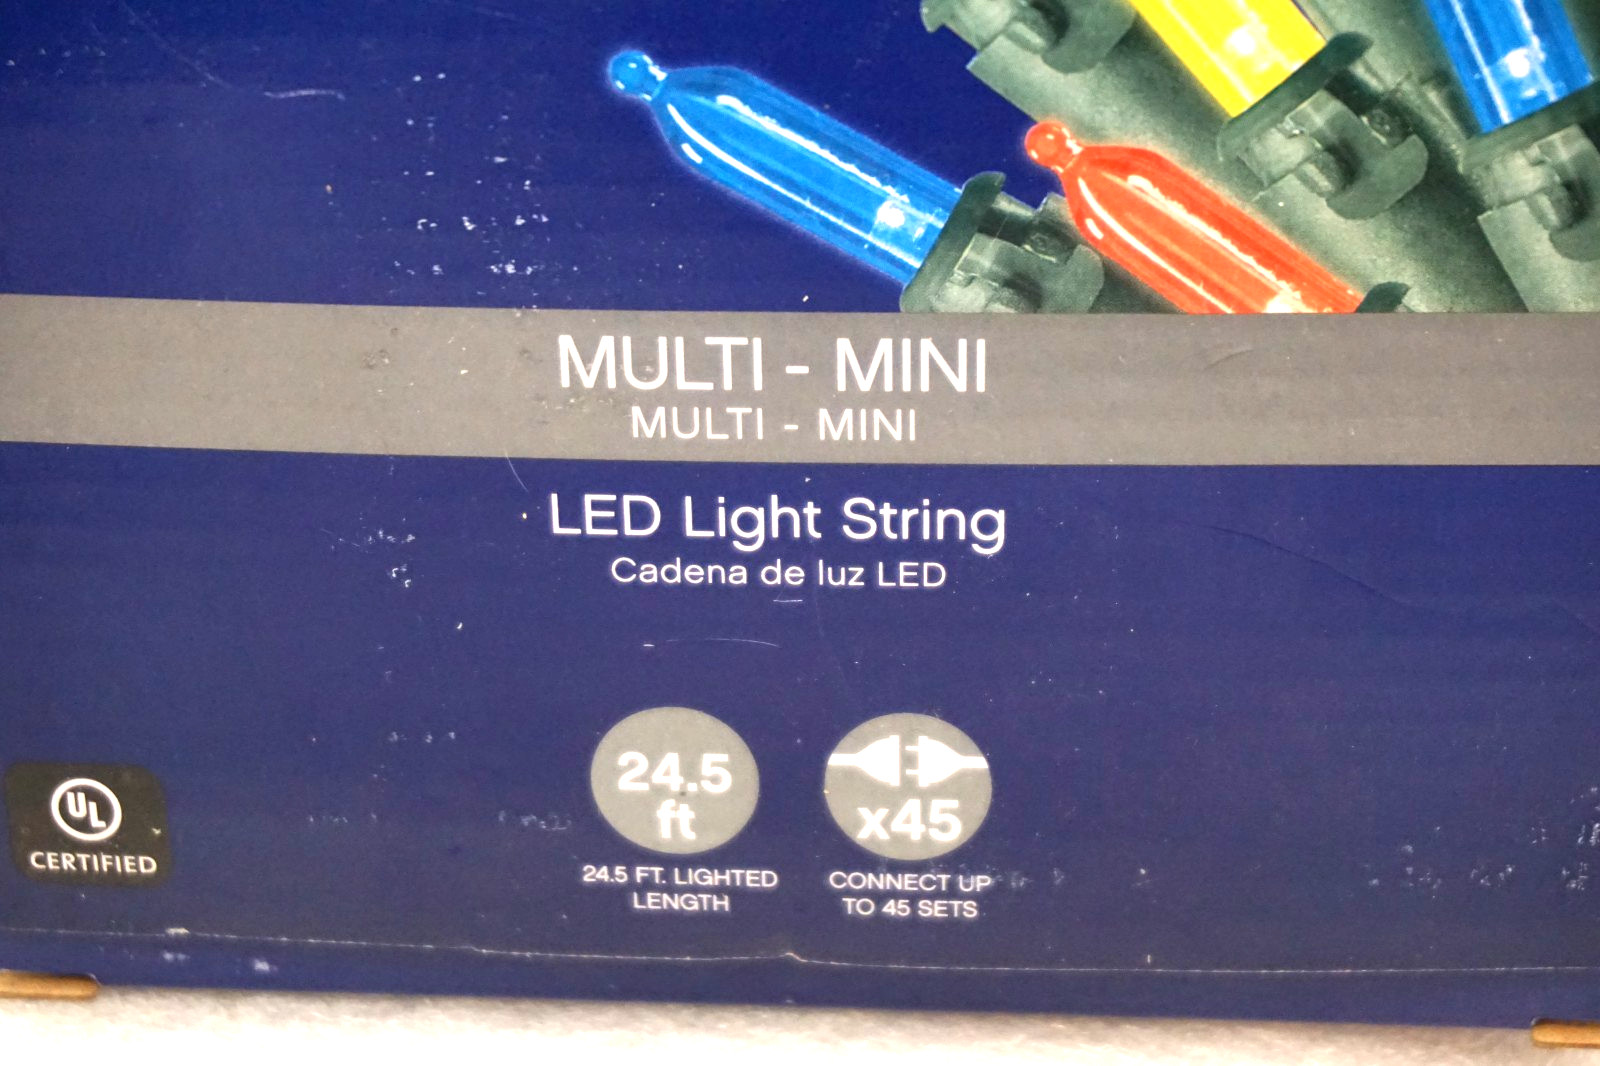 MULTI - MINI
MULTI - MINI
LED Light String
Cadena de luz LED
24.5
ft
x45
24.5 FT. LIGHTED
LENGTH
CONNECT UP
TO 45 SETS
UL
CERTIFIED